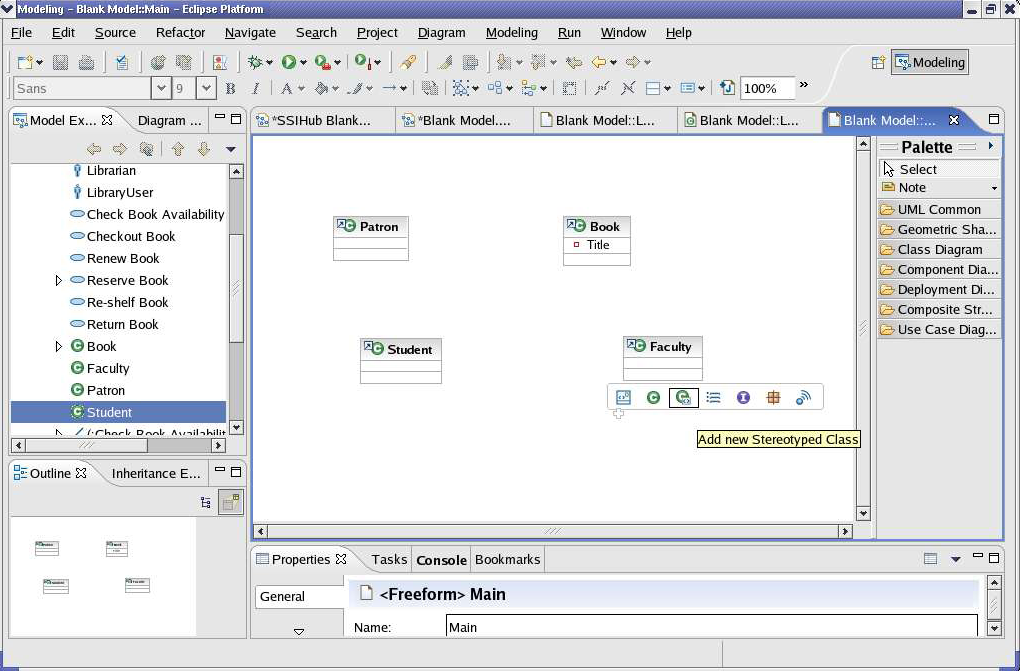 Modeling – Blank Model::Main – Eclipse Platform
File Edit Source Refactor Navigate Search Project Diagram Modeling Run Window Help
Modeling
Sans 9 B I A 100% »
Model Ex... Diagram ...
*SSIHub Blank... *Blank Model.... Blank Model::L... Blank Model::L... Blank Model::...
Librarian
LibraryUser
Check Book Availability
Checkout Book
Renew Book
Reserve Book
Re-shelf Book
Return Book
Book
Faculty
Patron
Student
(:Check Book Availabilit
Patron
Book
Title
Student
Faculty
Add new Stereotyped Class
Palette
Select
Note
UML Common
Geometric Sha...
Class Diagram
Component Dia...
Deployment Di...
Composite Str...
Use Case Diag...
Outline Inheritance E...
Properties Tasks Console Bookmarks
General
<Freeform> Main
Name: Main